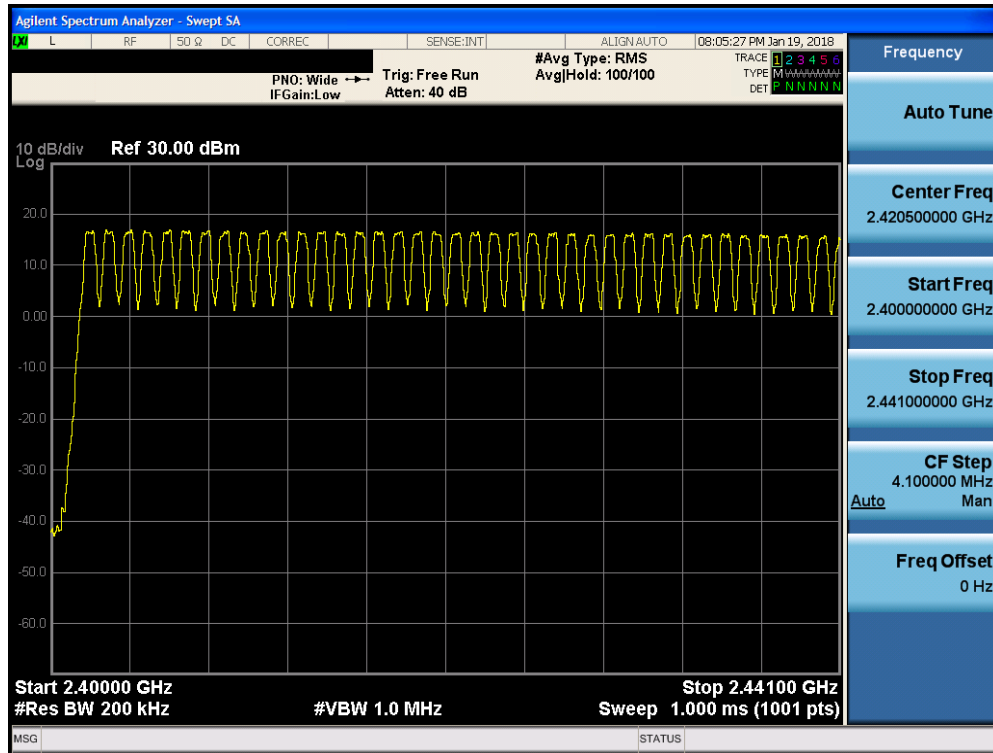 Agilent Spectrum Analyzer - Swept SA
LXI L RF 50 Ω DC CORREC SENSE:INT ALIGN AUTO 08:05:27 PM Jan 19, 2018
PNO: Wide Trig: Free Run #Avg Type: RMS TRACE 1 2 3 4 5 6
IFGain:Low Atten: 40 dB Avg|Hold: 100/100 TYPE M WWWWW
DET P N N N N N
Frequency
Auto Tune
10 dB/div Ref 30.00 dBm
Log
20.0
10.0
0.00
-10.0
-20.0
-30.0
-40.0
-50.0
-60.0
Center Freq
2.420500000 GHz
Start Freq
2.400000000 GHz
Stop Freq
2.441000000 GHz
CF Step
4.100000 MHz
Auto Man
Freq Offset
0 Hz
Start 2.40000 GHz Stop 2.44100 GHz
#Res BW 200 kHz #VBW 1.0 MHz Sweep 1.000 ms (1001 pts)
MSG STATUS